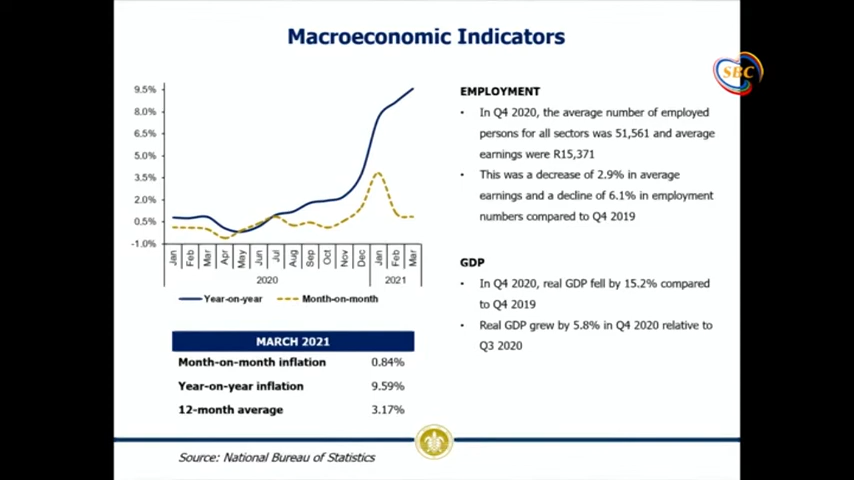 Macroeconomic Indicators
SBC
9.5%
8.0%
6.5%
5.0%
3.5%
2.0%
0.5%
-1.0%
Jan
Feb
Mar
Apr
May
Jun
Jul
Aug
Sep
Oct
Nov
Dec
Jan
Feb
Mar
2020
2021
Year-on-year
Month-on-month
MARCH 2021
Month-on-month inflation 0.84%
Year-on-year inflation 9.59%
12-month average 3.17%
EMPLOYMENT
• In Q4 2020, the average number of employed
persons for all sectors was 51,561 and average
earnings were R15,371
• This was a decrease of 2.9% in average
earnings and a decline of 6.1% in employment
numbers compared to Q4 2019
GDP
• In Q4 2020, real GDP fell by 15.2% compared
to Q4 2019
• Real GDP grew by 5.8% in Q4 2020 relative to
Q3 2020
Source: National Bureau of Statistics